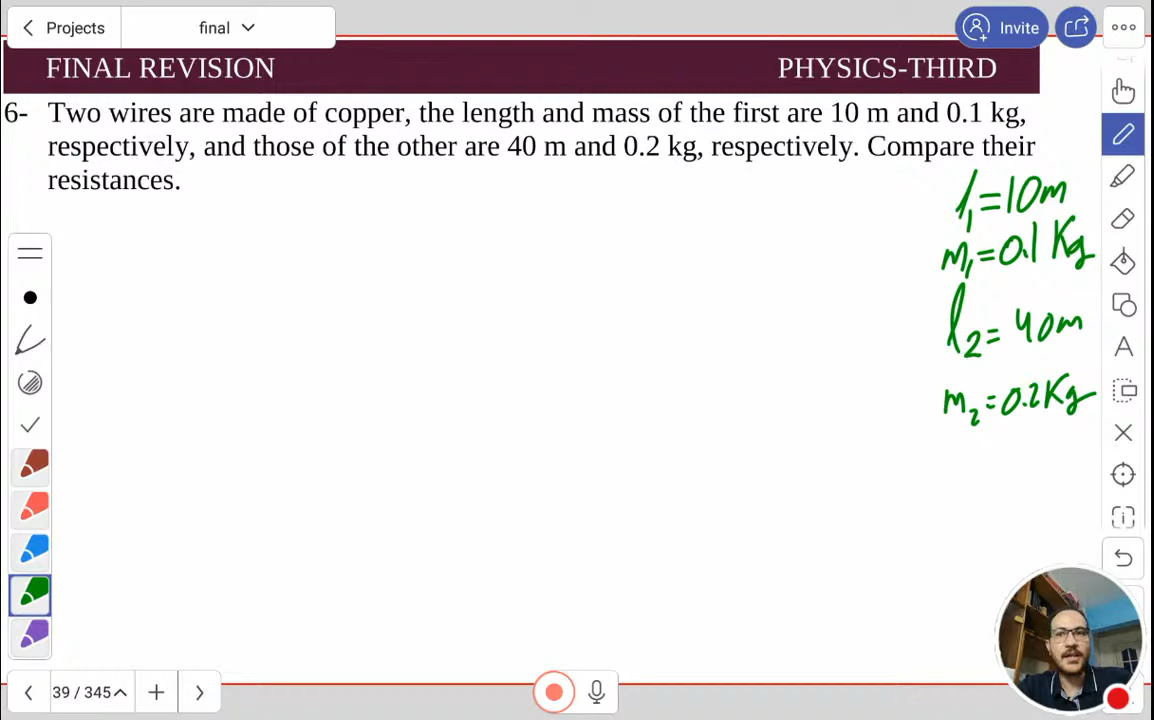 Projects
final
Invite
FINAL REVISION
PHYSICS-THIRD
6- Two wires are made of copper, the length and mass of the first are 10 m and 0.1 kg,
respectively, and those of the other are 40 m and 0.2 kg, respectively. Compare their
resistances.
l₁=10m
m₁=0.1 Kg
l₂= 40m
m₂=0.2Kg
39 / 345